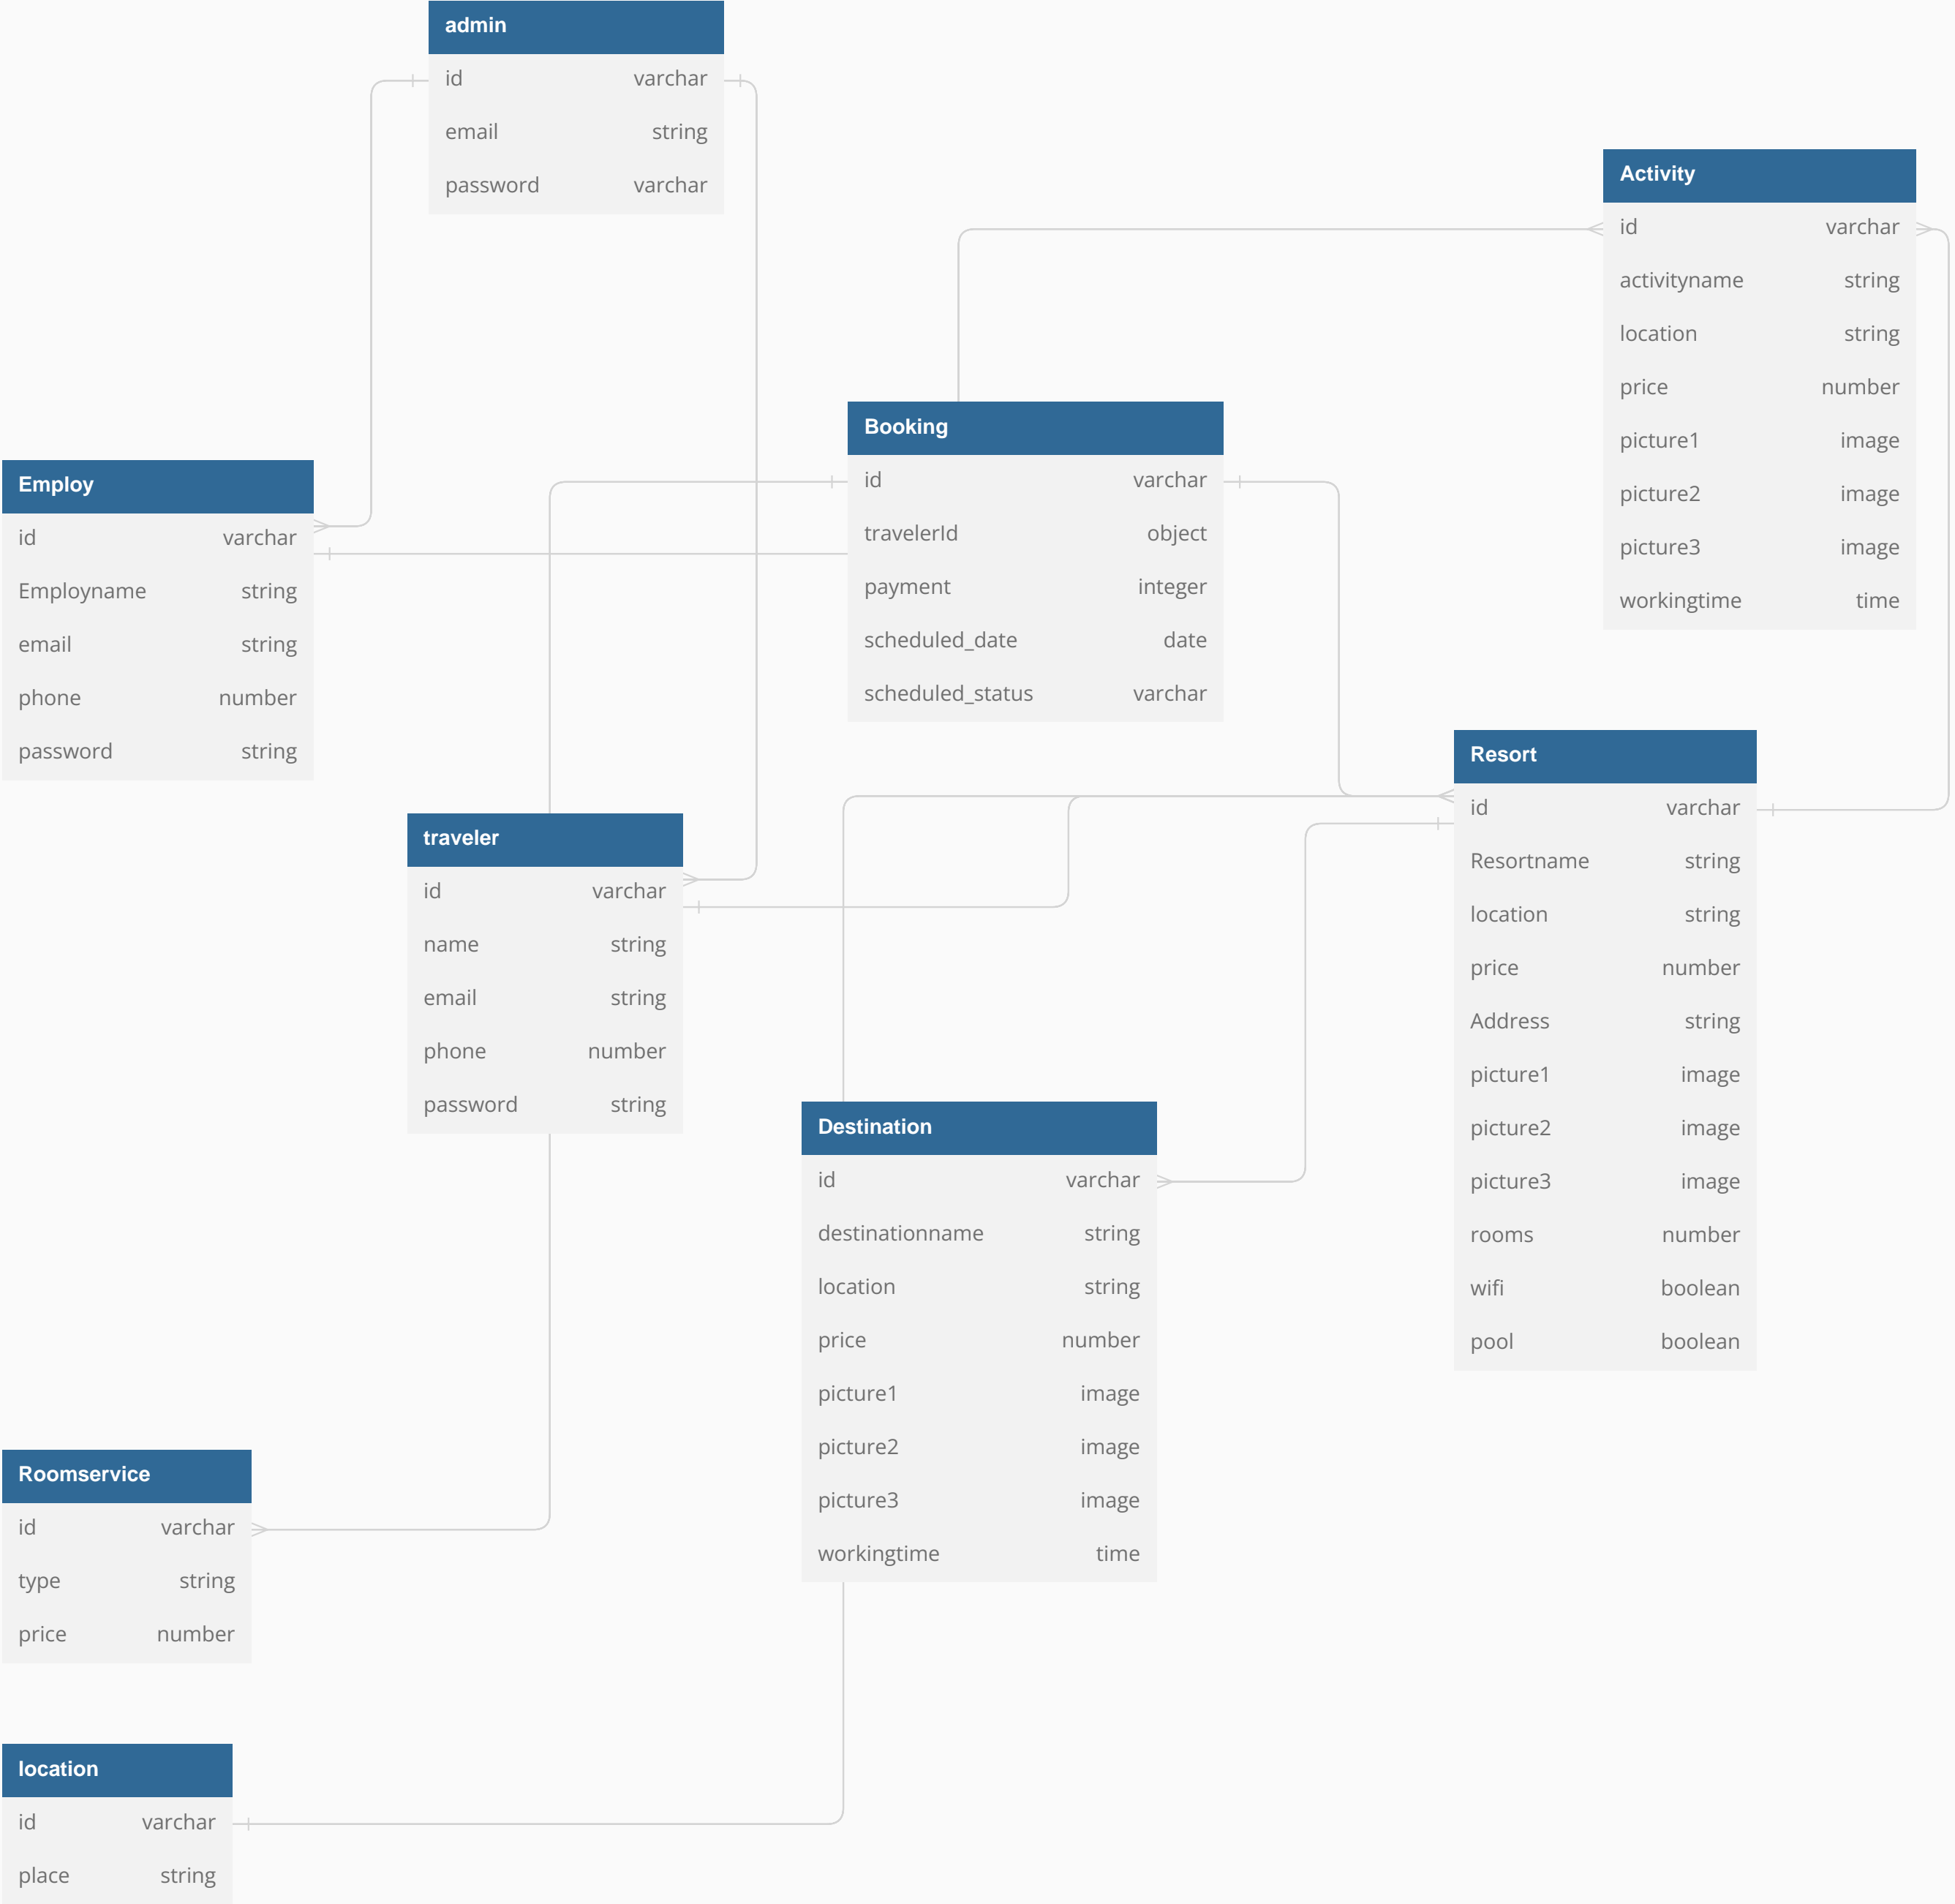 admin
id varchar
email string
password varchar
Activity
id varchar
activityname string
location string
price number
picture1 image
picture2 image
picture3 image
workingtime time
Booking
id varchar
travelerId object
payment integer
scheduled_date date
scheduled_status varchar
Employ
id varchar
Employname string
email string
phone number
password string
Resort
id varchar
Resortname string
location string
price number
Address string
picture1 image
picture2 image
picture3 image
rooms number
wifi boolean
pool boolean
traveler
id varchar
name string
email string
phone number
password string
Destination
id varchar
destinationname string
location string
price number
picture1 image
picture2 image
picture3 image
workingtime time
Roomservice
id varchar
type string
price number
location
id varchar
place string